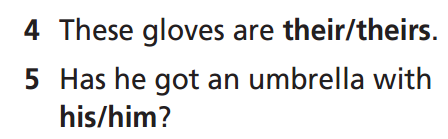 4 These gloves are their/theirs.
5 Has he got an umbrella with
his/him?